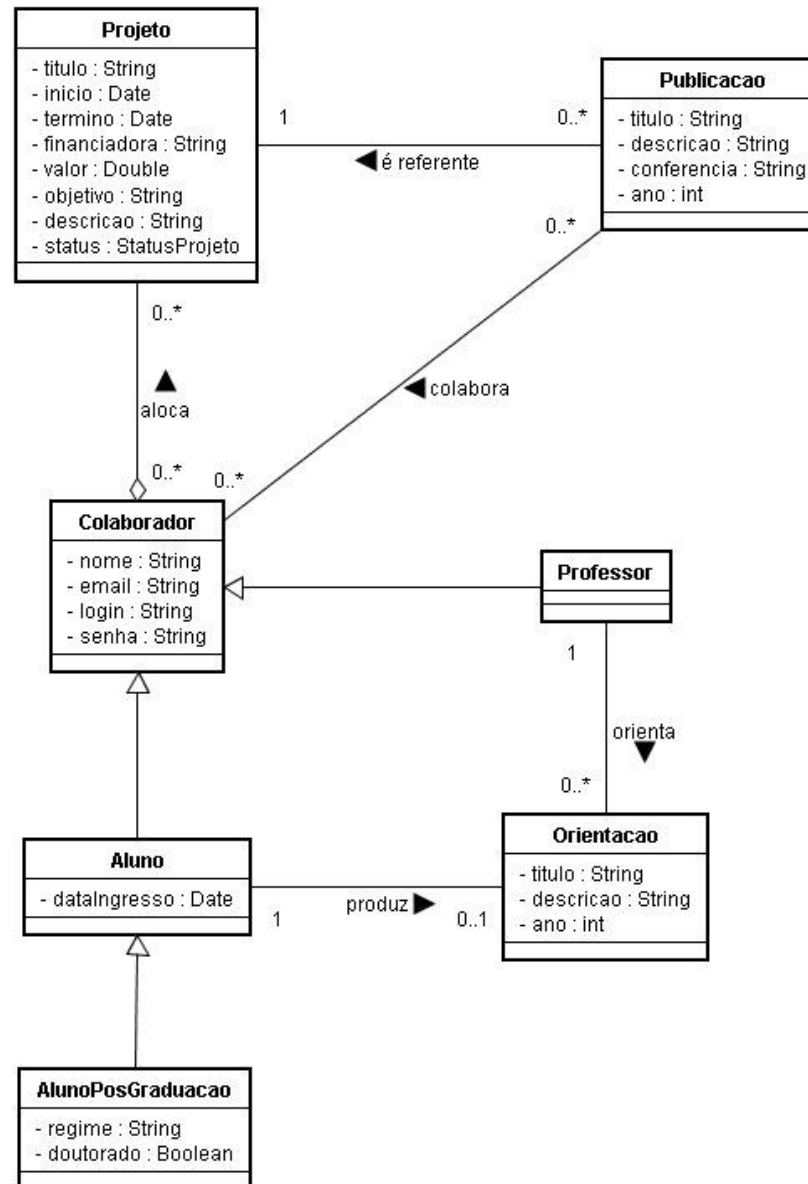 Projeto
- titulo : String
- inicio : Date
- termino : Date
- financiadora : String
- valor : Double
- objetivo : String
- descricao : String
- status : StatusProjeto
Publicacao
- titulo : String
- descricao : String
- conferencia : String
- ano : int
1
0..*
◀ é referente
0..*
0..*
▲
aloca
◀ colabora
0..*
0..*
Colaborador
- nome : String
- email : String
- login : String
- senha : String
Professor
1
orienta
▼
0..*
Aluno
- dataIngresso : Date
1
produz ▶
0..1
Orientacao
- titulo : String
- descricao : String
- ano : int
AlunoPosGraduacao
- regime : String
- doutorado : Boolean